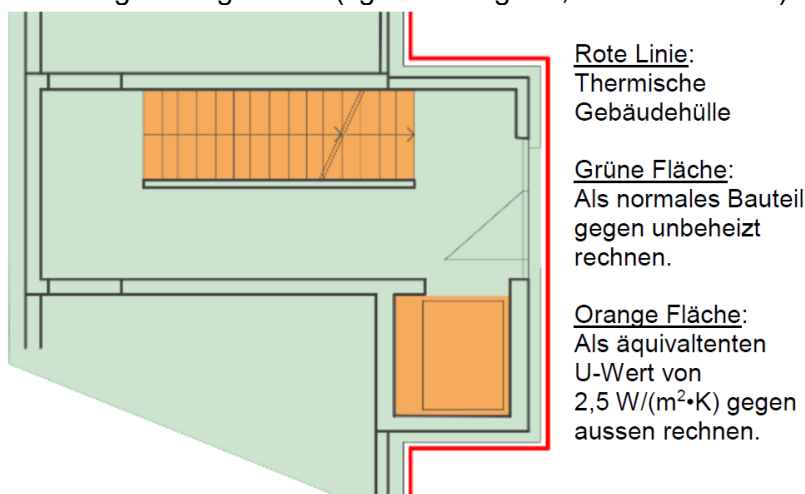 Rote Linie:
Thermische
Gebäudehülle
Grüne Fläche:
Als normales Bauteil
gegen unbeheizt
rechnen.
Orange Fläche:
Als äquivaltenten
U-Wert von
2,5 W/(m²•K) gegen
aussen rechnen.